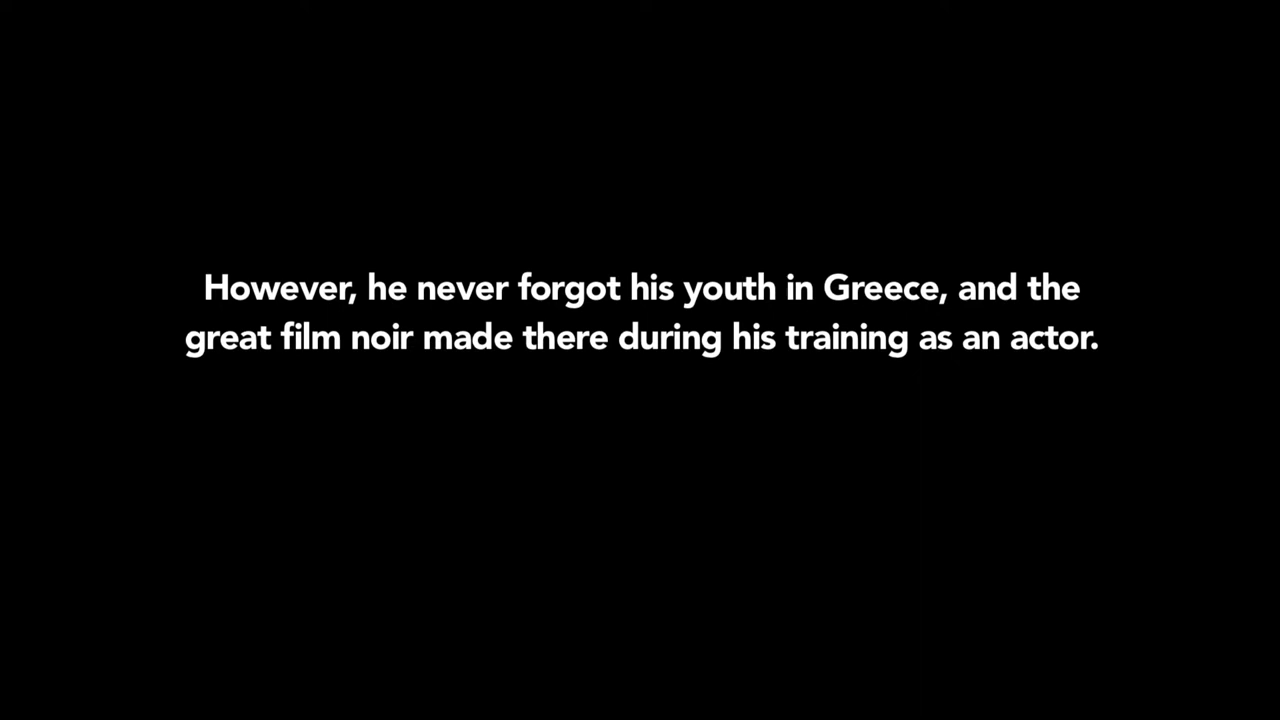 However, he never forgot his youth in Greece, and the
great film noir made there during his training as an actor.